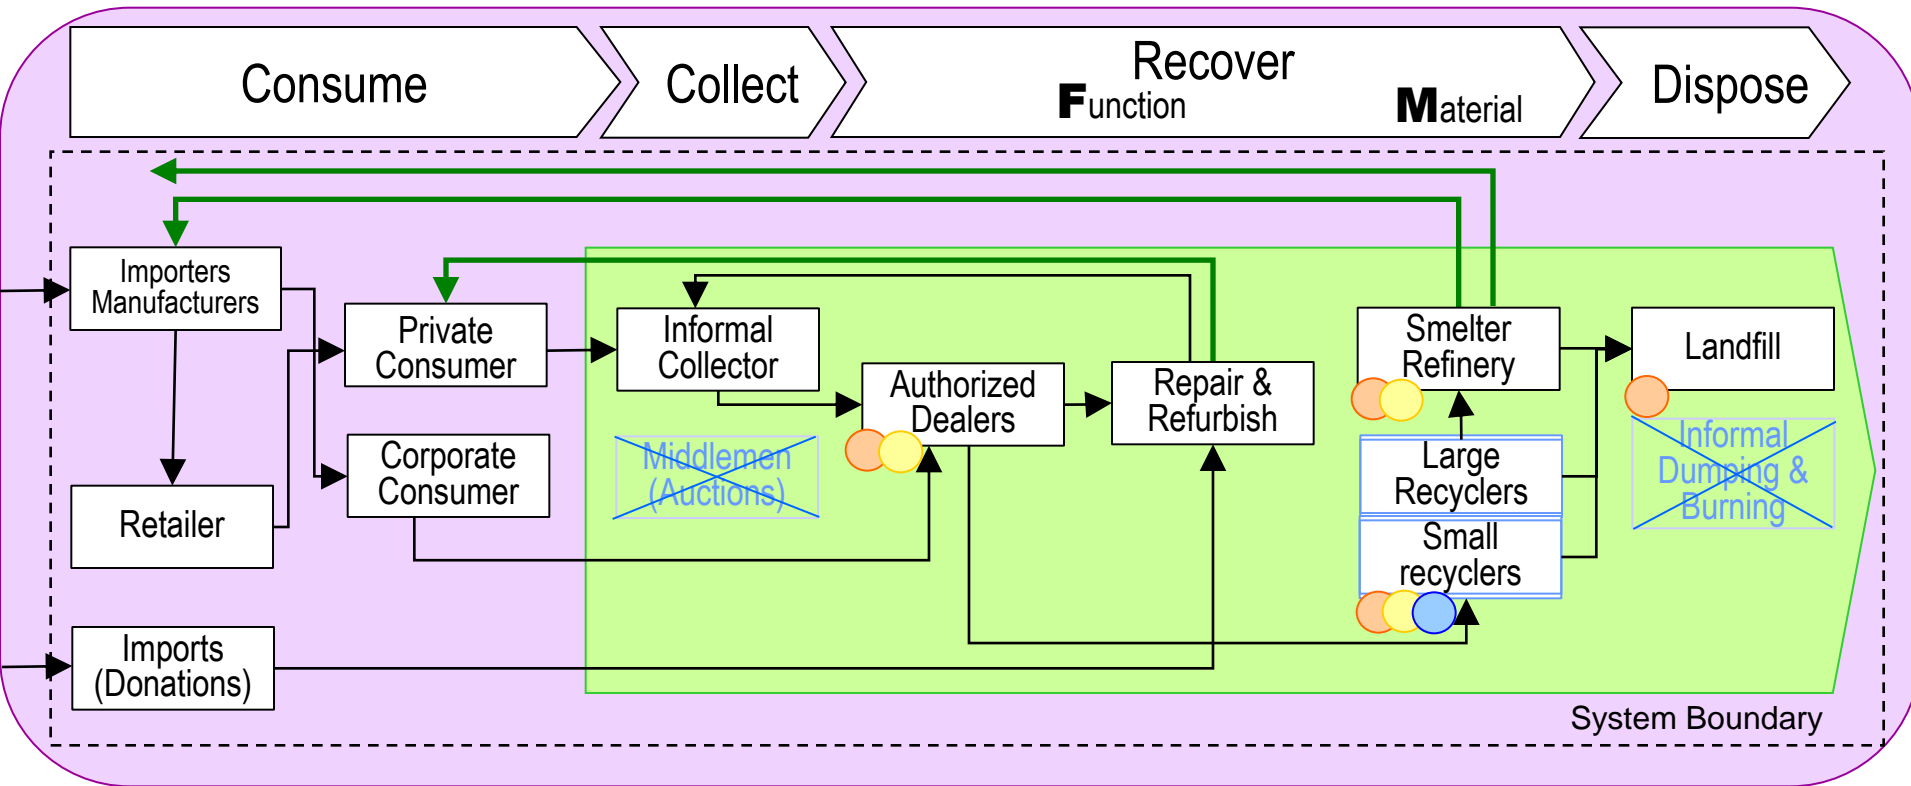 Consume
Collect
Recover
Function
Material
Dispose
Importers
Manufacturers
Private
Consumer
Informal
Collector
Authorized
Dealers
Repair &
Refurbish
Smelter
Refinery
Landfill
Corporate
Consumer
Middlemen
(Auctions)
Large
Recyclers
Informal
Dumping &
Burning
Retailer
Small
recyclers
Imports
(Donations)
System Boundary